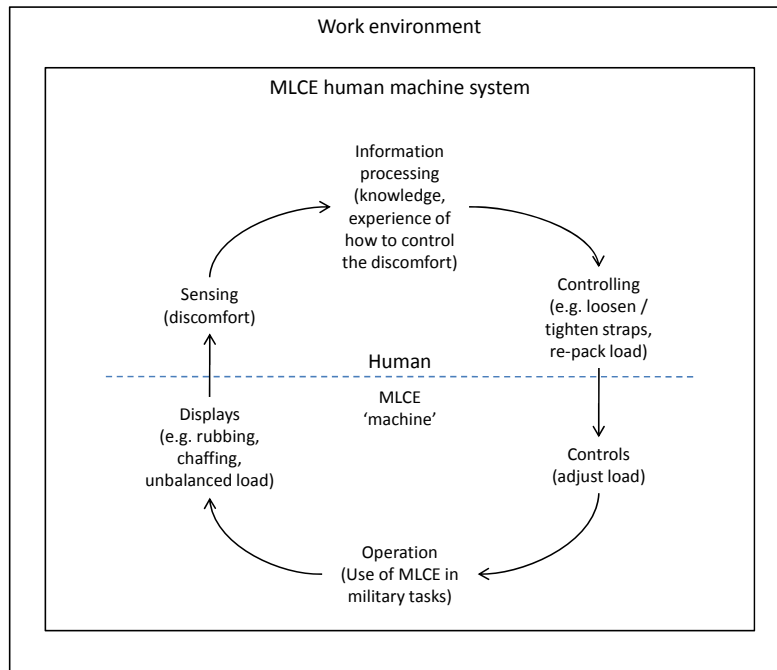 Work environment
MLCE human machine system
Information
processing
(knowledge,
experience of
how to control
the discomfort)
Sensing
(discomfort)
Controlling
(e.g. loosen /
tighten straps,
re-pack load)
Human
MLCE
‘machine’
Displays
(e.g. rubbing,
chaffing,
unbalanced load)
Controls
(adjust load)
Operation
(Use of MLCE in
military tasks)